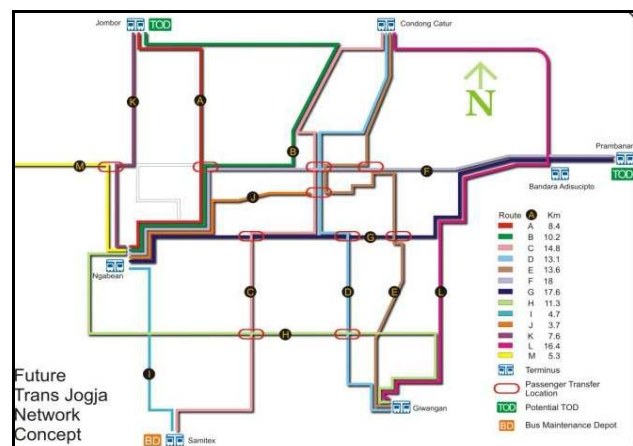 Jombor
TOD
Condong Catur
K
A
N
B
Prambanan
M
F
TOD
Bandara Adisucipto
J
G
Ngabean
C
D
E
L
H
I
Route A Km
A 8.4
B 10.2
C 14.8
D 13.1
E 13.6
F 18
G 17.6
H 11.3
I 4.7
J 3.7
K 7.6
L 16.4
M 5.3
Terminus
Passenger Transfer
Location
TOD Potential TOD
BD Bus Maintenance Depot
Giwangan
BD
Samitex
Future
Trans Jogja
Network
Concept